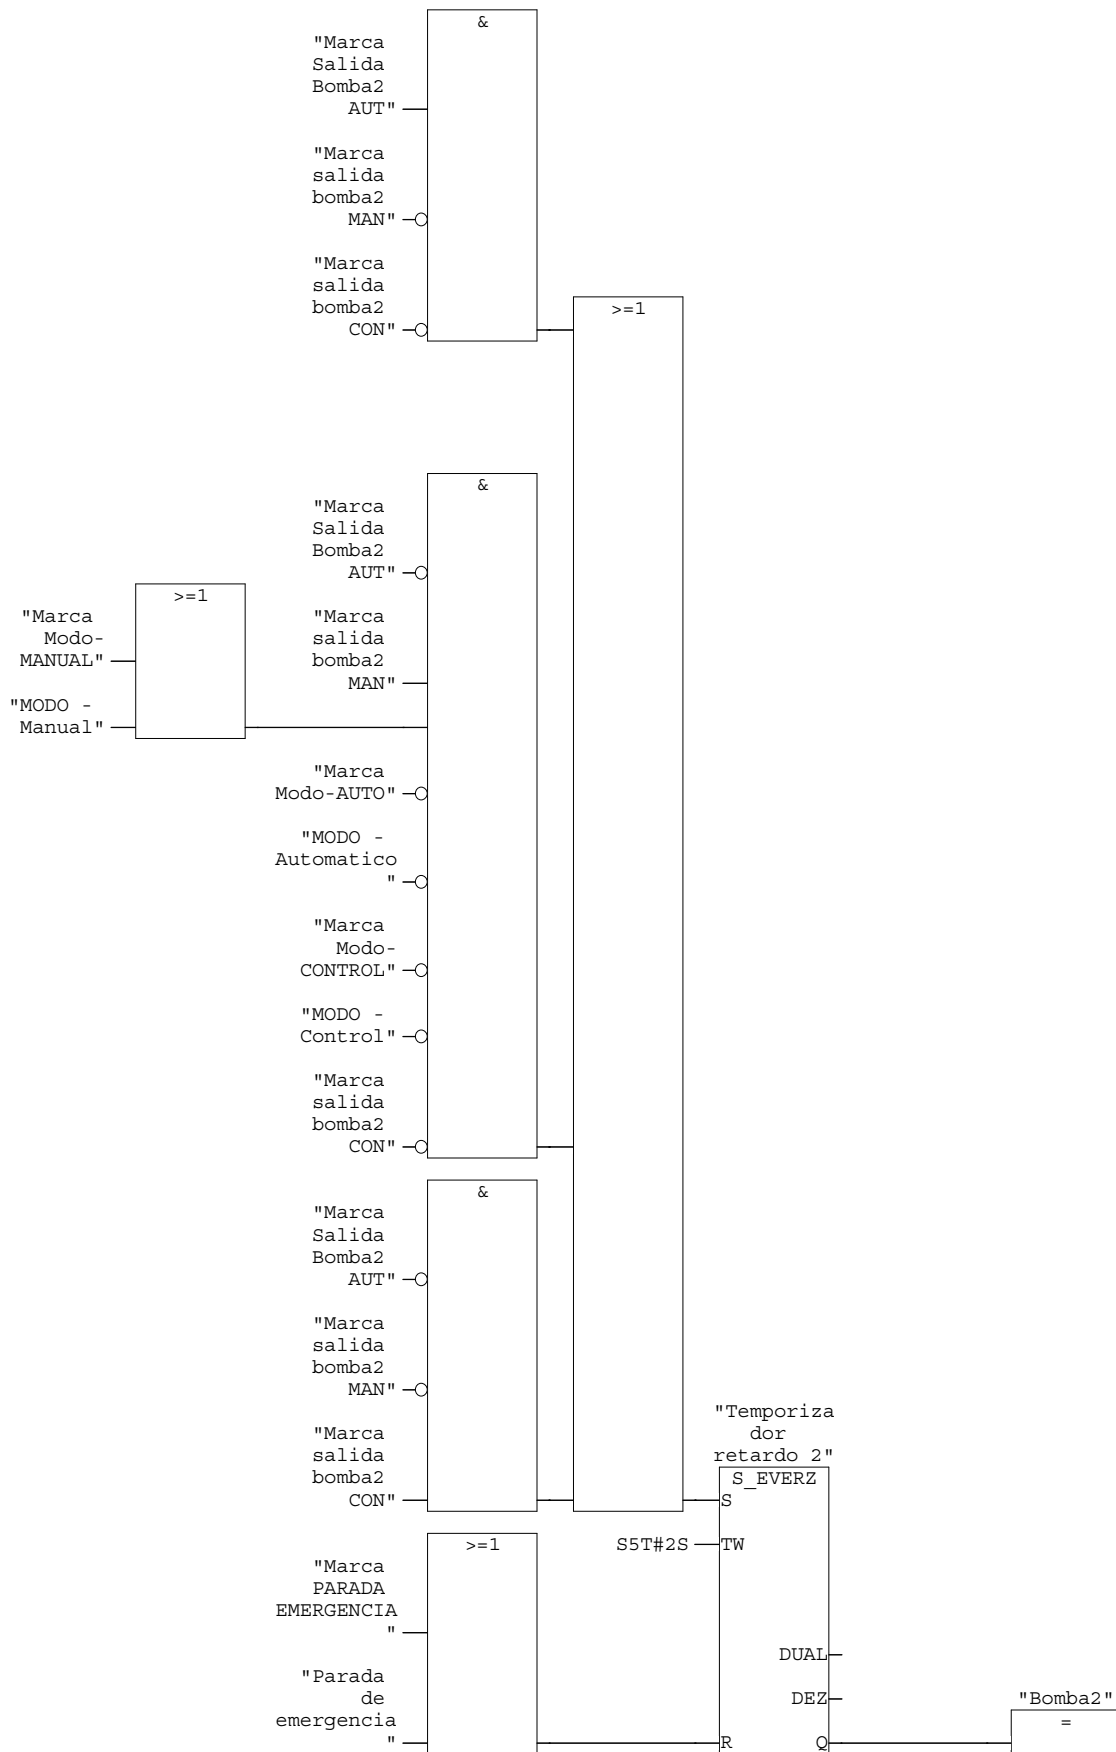 &
"Marca
Salida
Bomba2
AUT"
"Marca
salida
bomba2
MAN"
"Marca
salida
bomba2
CON"
>=1
&
"Marca
Salida
Bomba2
AUT"
>=1
"Marca
Modo-
MANUAL"
"Marca
salida
bomba2
MAN"
"MODO -
Manual"
"Marca
Modo-AUTO"
"MODO -
Automatico
"
"Marca
Modo-
CONTROL"
"MODO -
Control"
"Marca
salida
bomba2
CON"
&
"Marca
Salida
Bomba2
AUT"
"Marca
salida
bomba2
MAN"
"Marca
salida
bomba2
CON"
"Temporiza
dor
retardo 2"
S_EVERZ
S
S5T#2S
TW
>=1
"Marca
PARADA
EMERGENCIA
"
"Parada
de
emergencia
"
R
DUAL
DEZ
Q
"Bomba2"
=